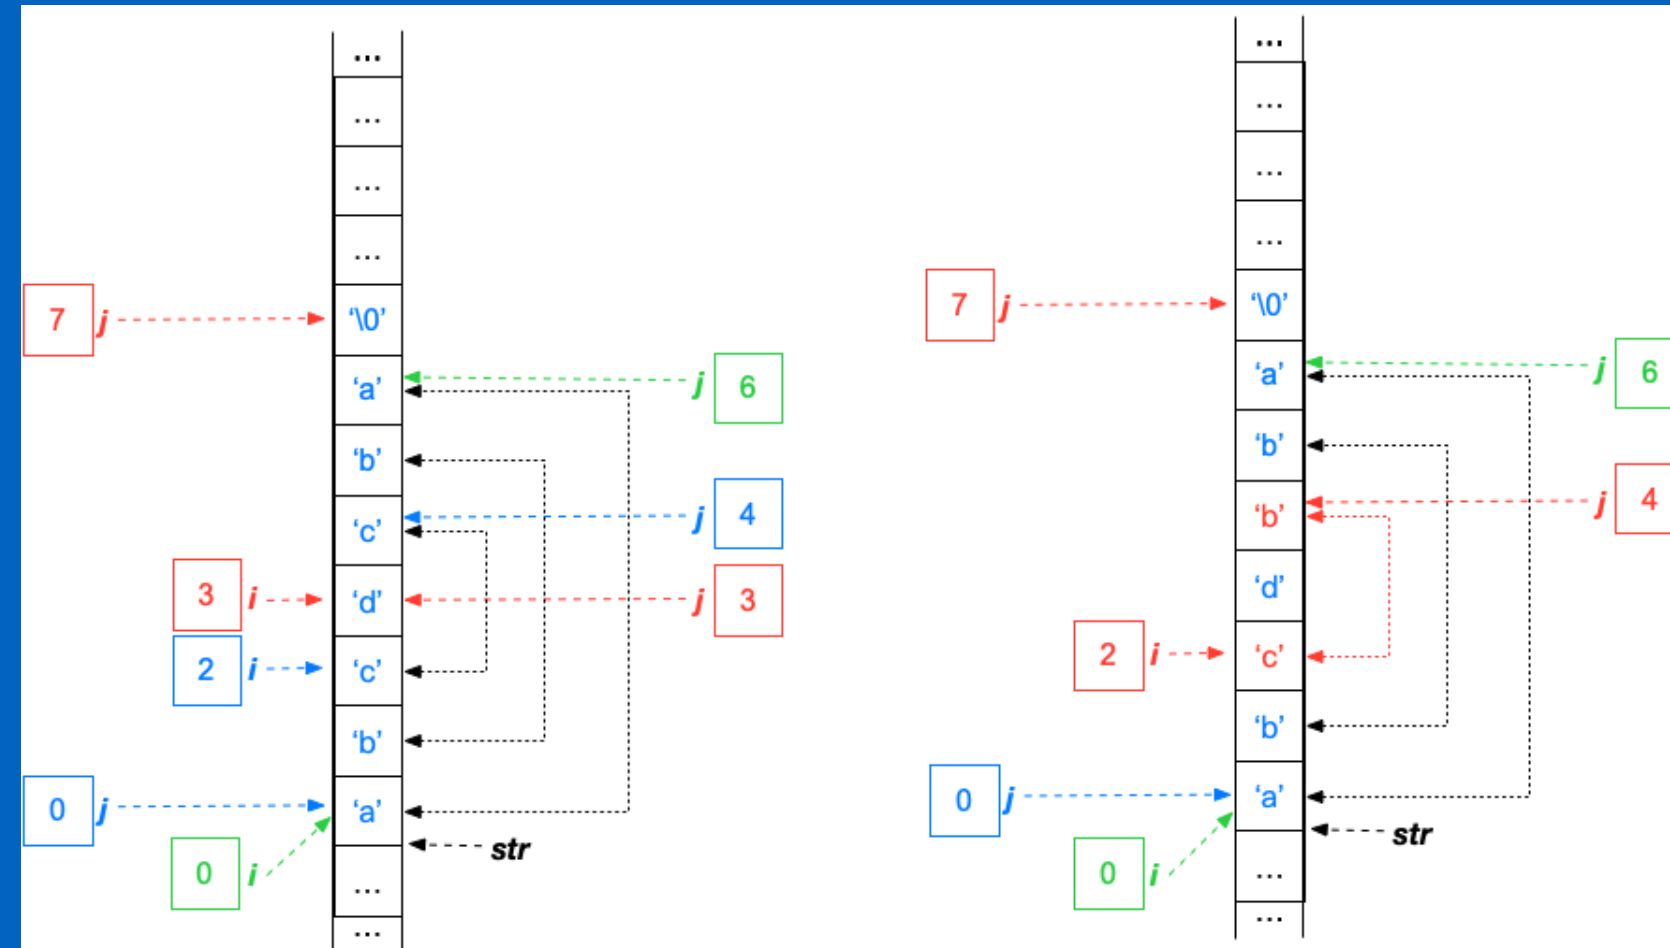 ...
...
...
...
7 j '\0'
'a' j 6
'b'
'c' j 4
3 i 'd' j 3
2 i 'c'
'b'
0 j 'a'
str
0 i ...
...
...
...
...
...
7 j '\0'
'a' j 6
'b'
'b' j 4
'd'
2 i 'c'
'b'
0 j 'a'
str
0 i ...
...